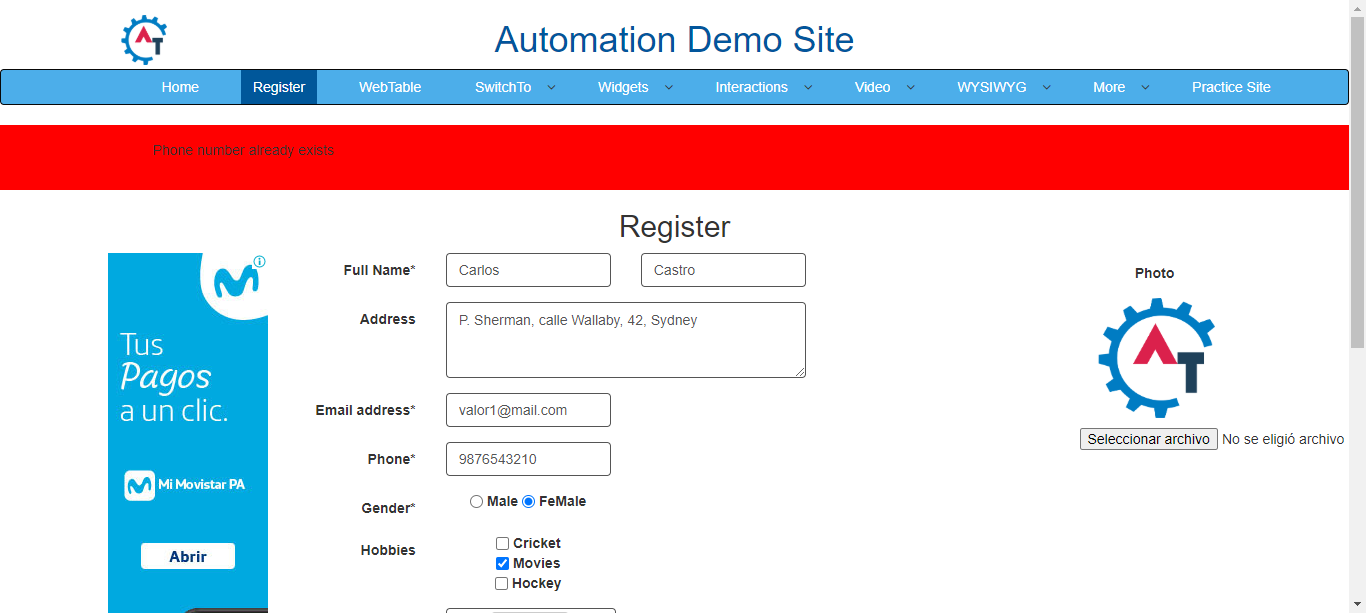 AT
Automation Demo Site
Home Register WebTable SwitchTo Widgets Interactions Video WYSIWYG More Practice Site
Phone number already exists
Register
Full Name* Carlos Castro
Photo
Address P. Sherman, calle Wallaby, 42, Sydney
AT
Tus
Pagos
a un clic.
Email address* valor1@mail.com
Seleccionar archivo No se eligió archivo
Phone* 9876543210
Mi Movistar PA
Gender* Male FeMale
Hobbies Cricket
Movies
Hockey
Abrir